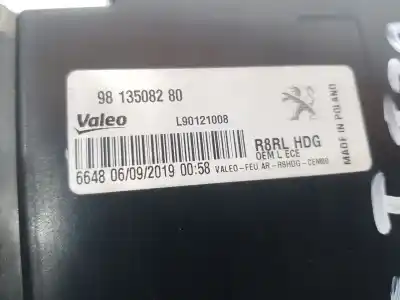 98 135082 80
Valeo
L90121008
R8RL HDG
OEM L ECE
6648 06/09/2019 00:58 VALEO-FEU AR-R8HDG-CEMBO
MADE IN POLAND